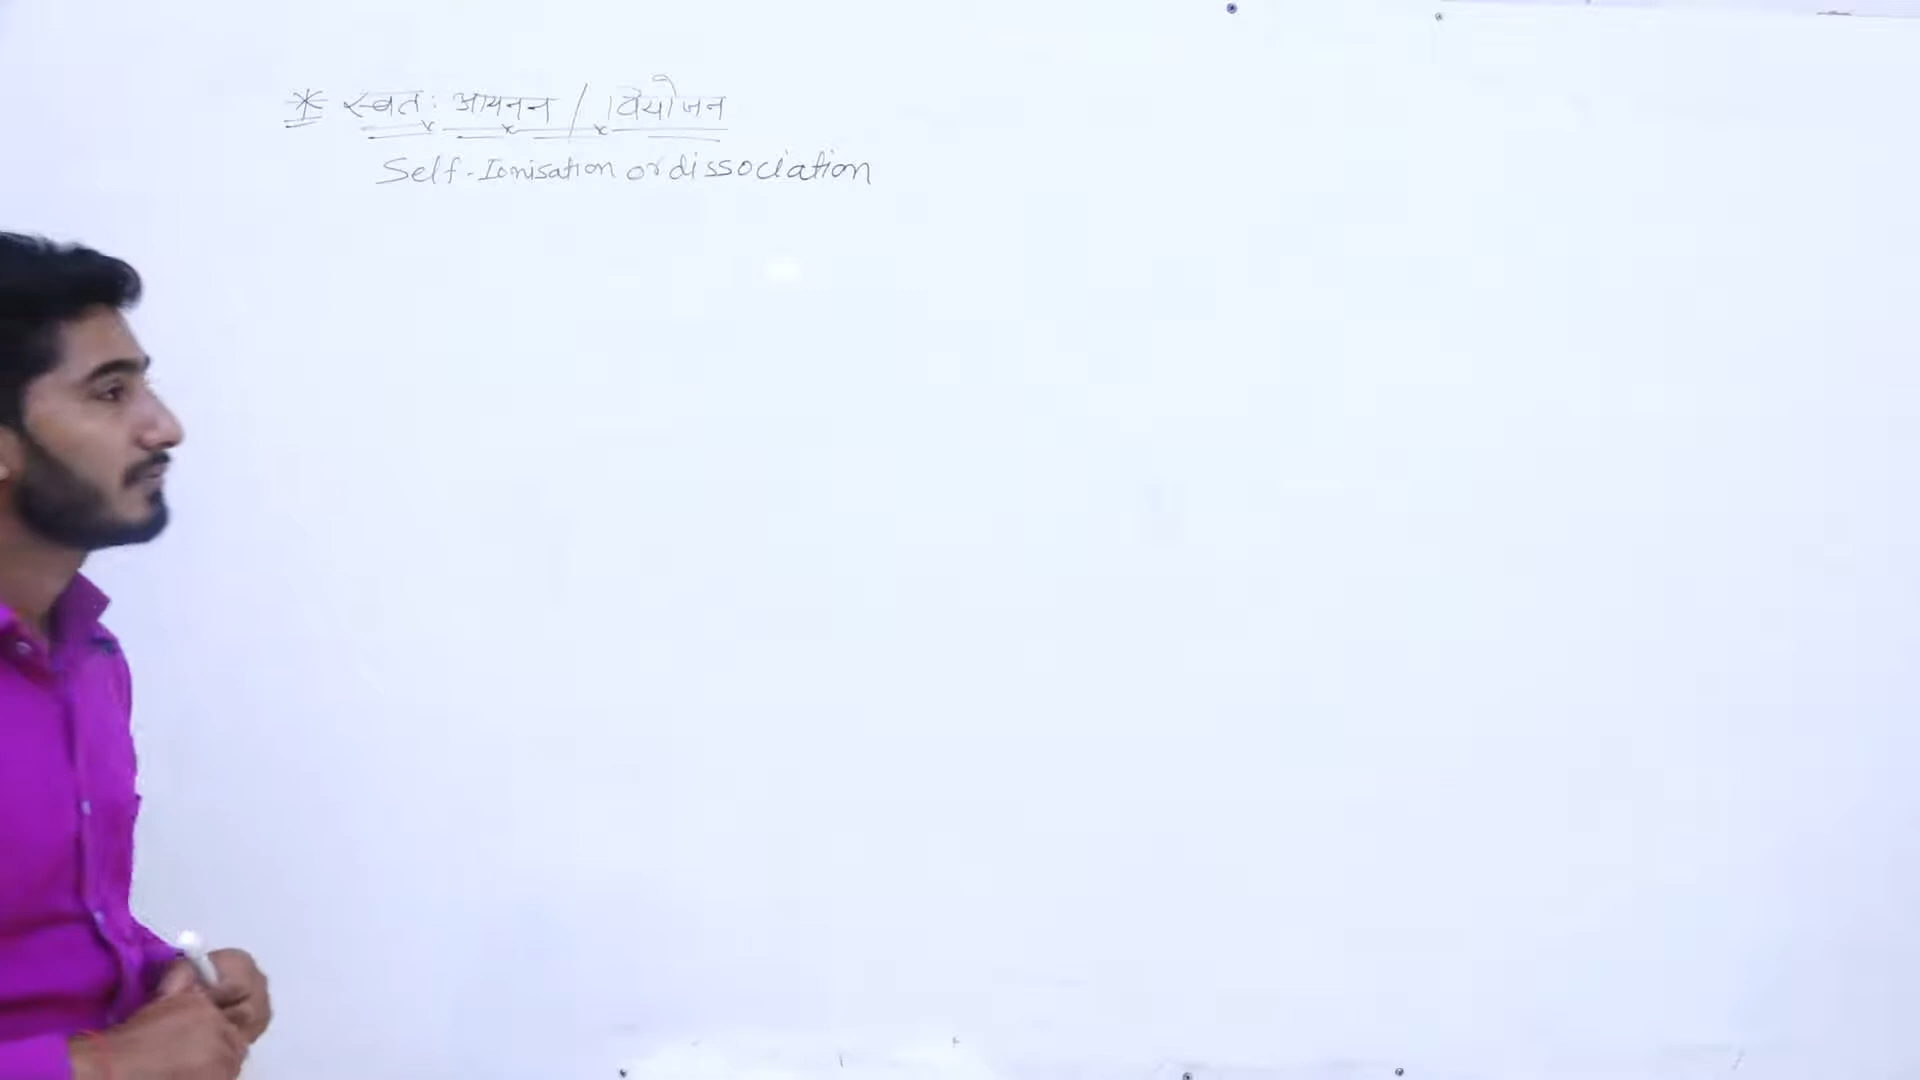 * स्वत: आयनन / वियोजन
Self-Ionisation or dissociation